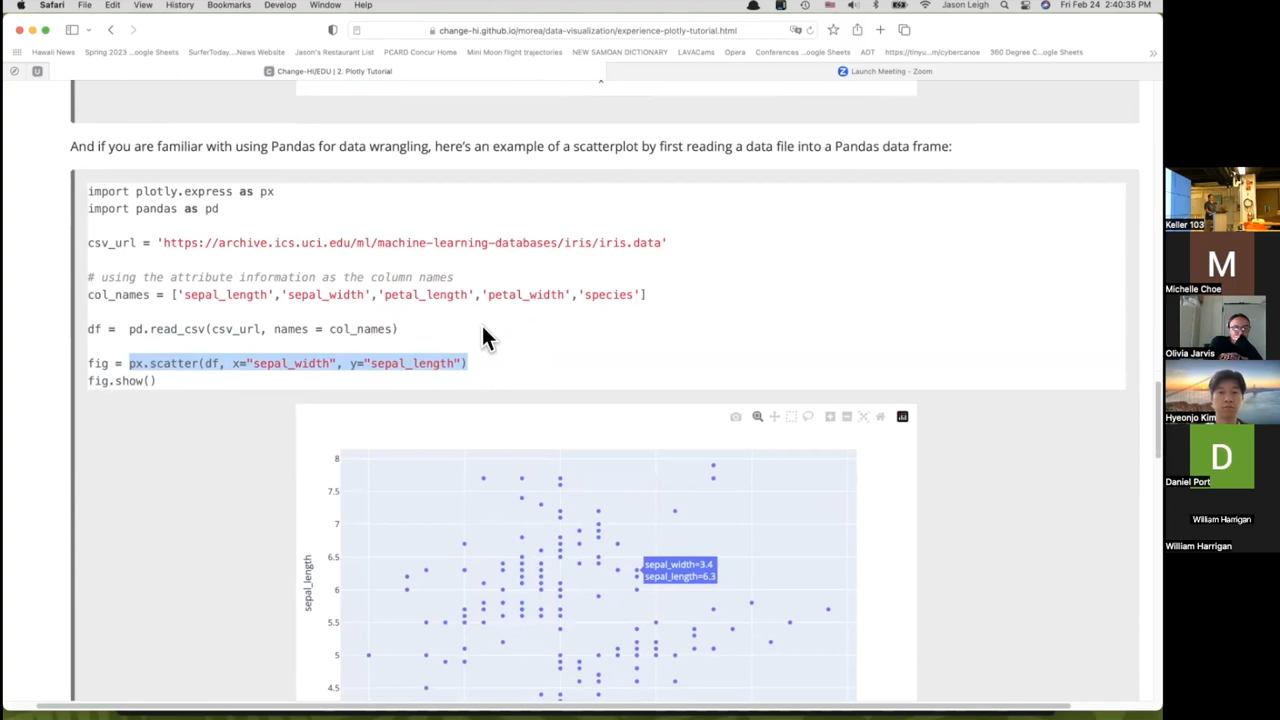 Safari File Edit View History Bookmarks Develop Window Help Jason Leigh Fri Feb 24 2:40:35 PM
change-hi.github.io/morea/data-visualization/experience-plotly-tutorial.html
Hawaii News Spring 2023 ...oogle Sheets SurferToday....News Website Jason's Restaurant List PCARD Concur Home Mini Moon flight trajectories NEW SAMOAN DICTIONARY LAVACams Opera Conferences ...oogle Sheets ADT https://tinyu...m/cybercanoe 360 Degree C...ogle Sheets
Change-HI/EDU | 2. Plotly Tutorial Launch Meeting - Zoom
And if you are familiar with using Pandas for data wrangling, here's an example of a scatterplot by first reading a data file into a Pandas data frame:
import plotly.express as px
import pandas as pd
csv_url = 'https://archive.ics.uci.edu/ml/machine-learning-databases/iris/iris.data'
# using the attribute information as the column names
col_names = ['sepal_length','sepal_width','petal_length','petal_width','species']
df = pd.read_csv(csv_url, names = col_names)
fig = px.scatter(df, x="sepal_width", y="sepal_length")
fig.show()
8
7.5
7
6.5
6
5.5
5
4.5
sepal_length
sepal_width=3.4
sepal_length=6.3
Keller 103
M
Michelle Choe
Olivia Jarvis
Hyeonjo Kim
D
Daniel Port
William Harrigan
William Harrigan